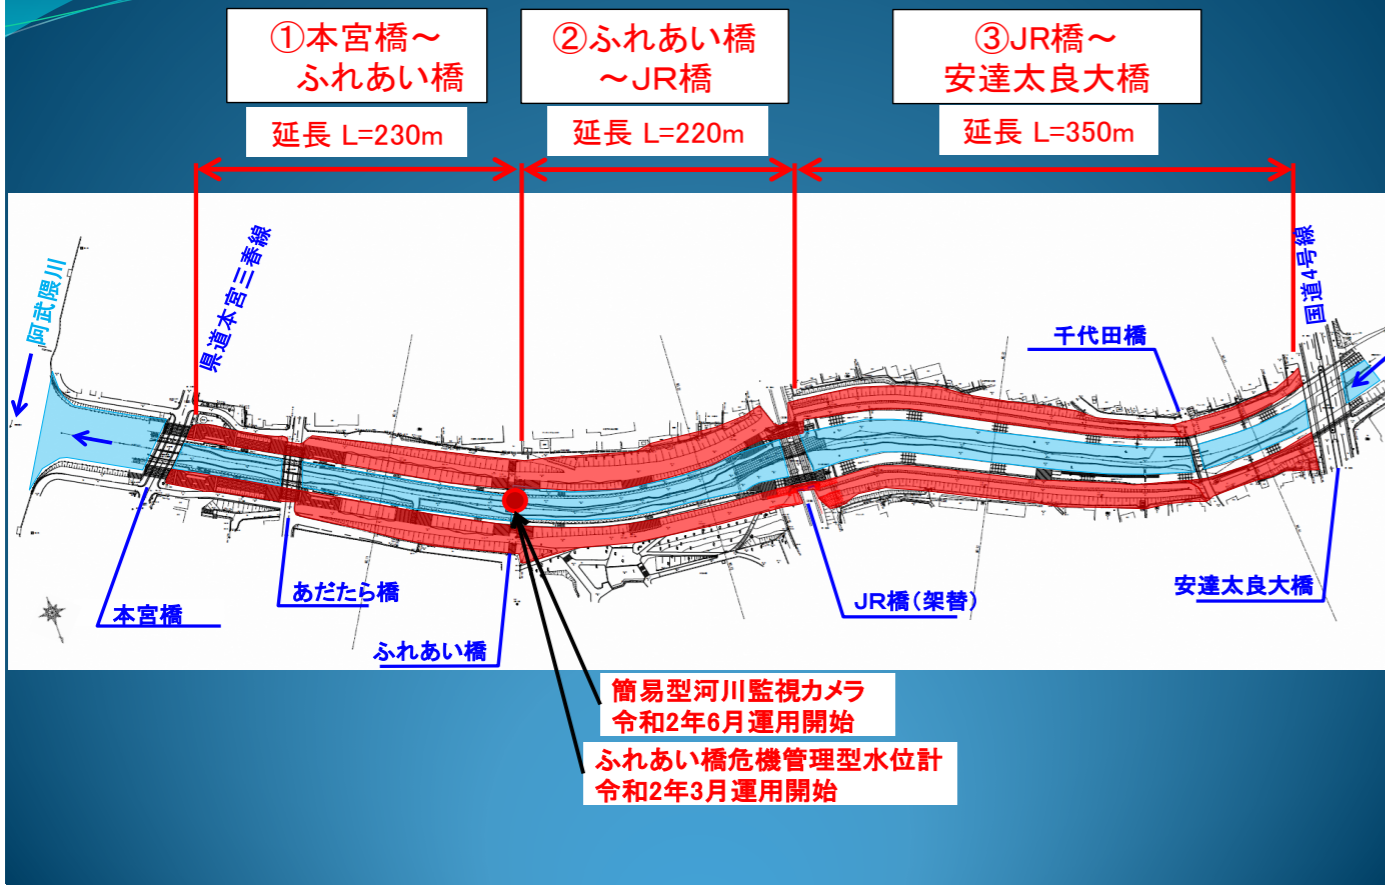 ①本宮橋～
ふれあい橋
②ふれあい橋
～JR橋
③JR橋～
安達太良大橋
延長 L=230m
延長 L=220m
延長 L=350m
阿武隈川
県道本宮三春線
国道4号線
千代田橋
本宮橋
あだたら橋
ふれあい橋
JR橋(架替)
安達太良大橋
簡易型河川監視カメラ
令和2年6月運用開始
ふれあい橋危機管理型水位計
令和2年3月運用開始